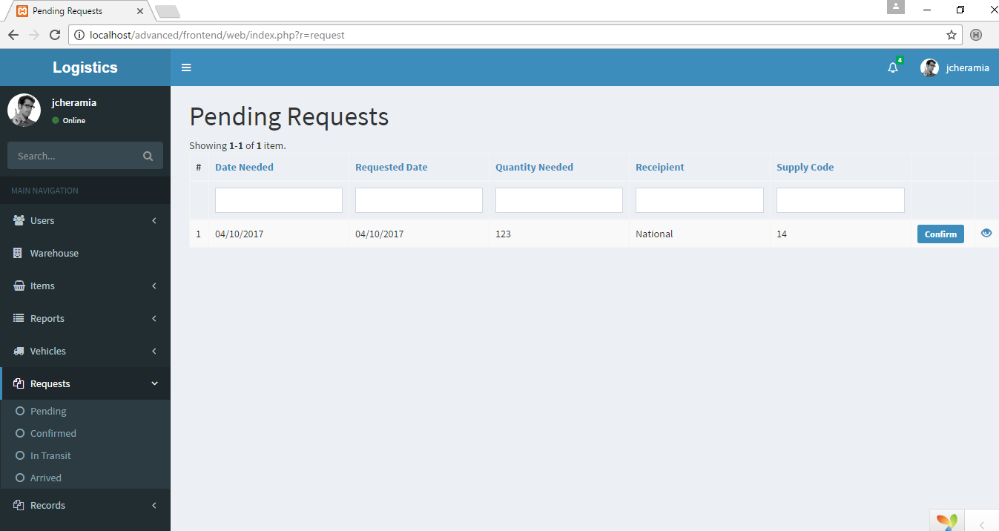 Pending Requests
localhost/advanced/frontend/web/index.php?r=request
H
Logistics
4
jcheramia
jcheramia
Online
Search...
MAIN NAVIGATION
Users
Warehouse
Items
Reports
Vehicles
Requests
Pending
Confirmed
In Transit
Arrived
Records
Pending Requests
Showing 1-1 of 1 item.
# Date Needed Requested Date Quantity Needed Receipient Supply Code
1 04/10/2017 04/10/2017 123 National 14 Confirm